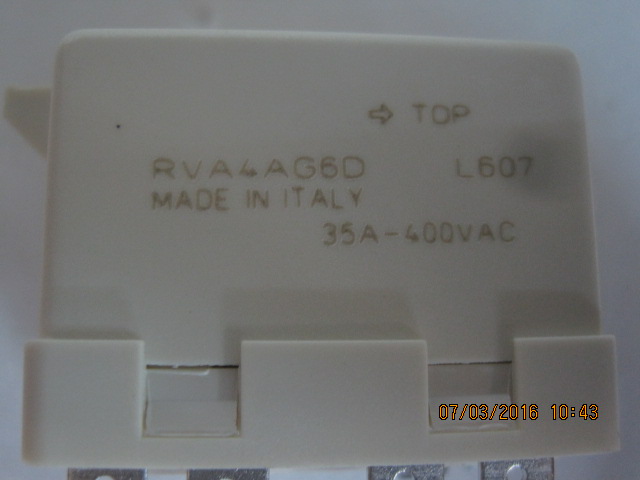 ⇨ TOP
RVA4AG6D L607
MADE IN ITALY
35A-400VAC
07/03/2016 10:43